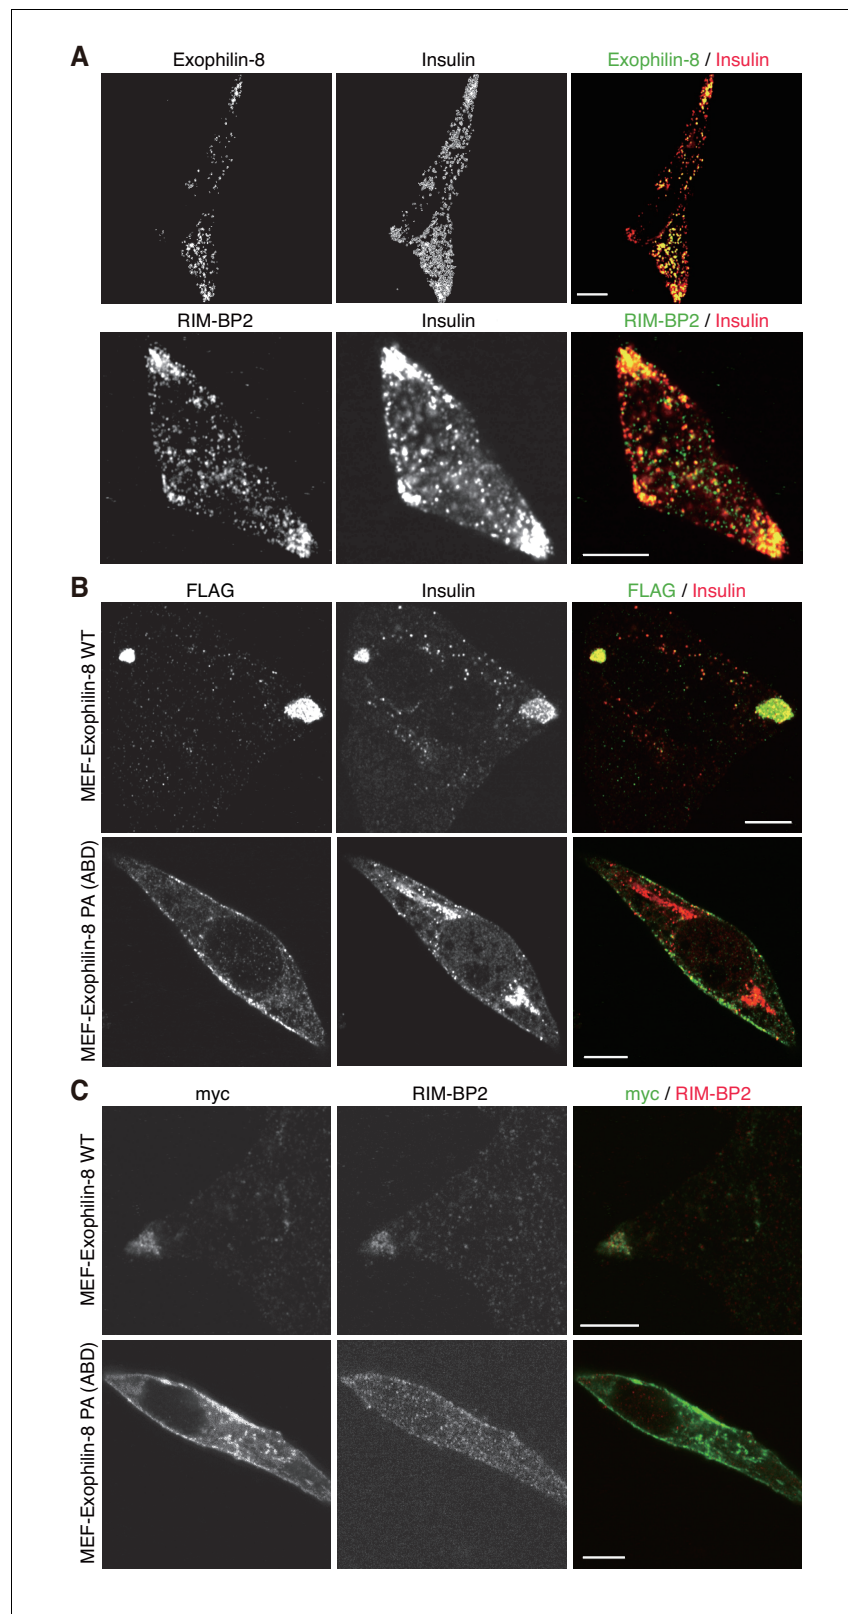 A
Exophilin-8 Insulin Exophilin-8 / Insulin
RIM-BP2 Insulin RIM-BP2 / Insulin
B
FLAG Insulin FLAG / Insulin
MEF-Exophilin-8 WT
MEF-Exophilin-8 PA (ABD)
C
myc RIM-BP2 myc / RIM-BP2
MEF-Exophilin-8 WT
MEF-Exophilin-8 PA (ABD)